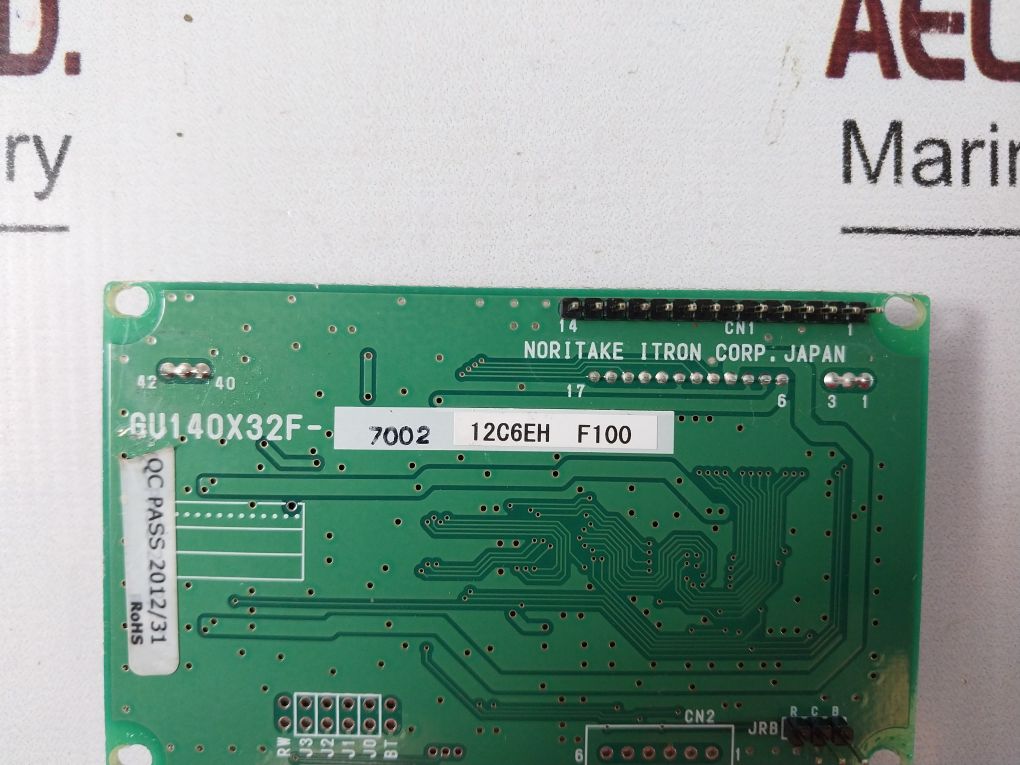 D. AEC
ry Marin
14 CN1 1
NORITAKE ITRON CORP. JAPAN
42 40 17 6 3 1
GU140X32F- 7002 12C6EH F100
QC PASS 2012/31
RoHS
RW J3 J2 J1 J0 BT
CN2
6 1
JRB
R C B